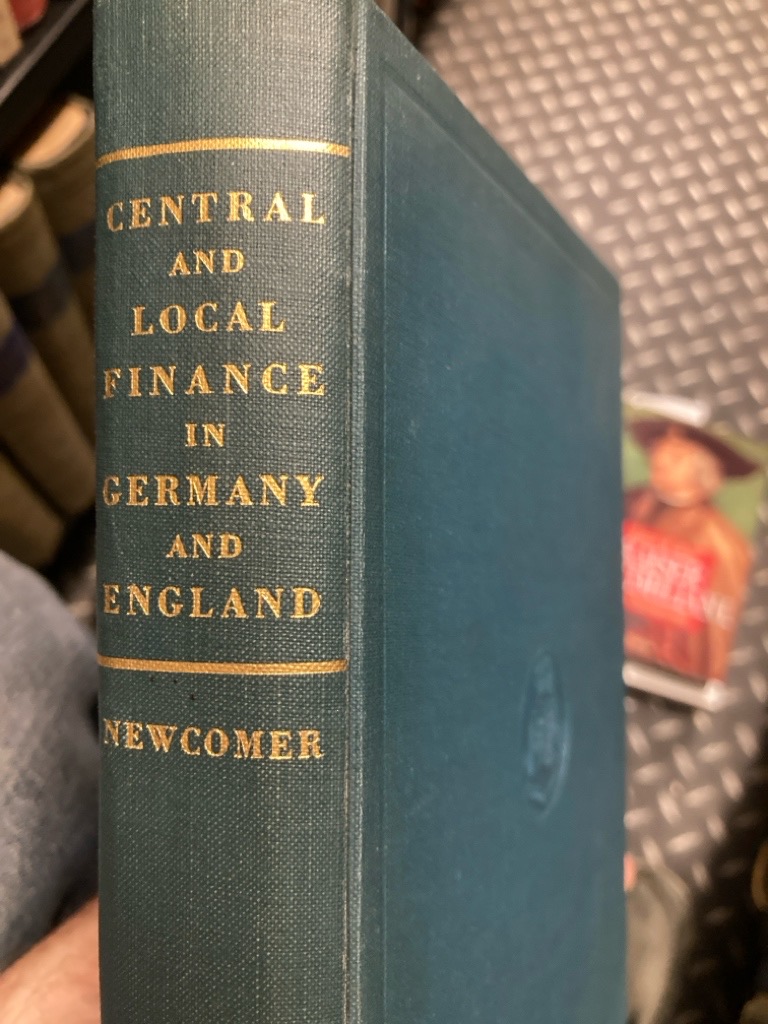 CENTRAL
AND
LOCAL
FINANCE
IN
GERMANY
AND
ENGLAND
NEWCOMER